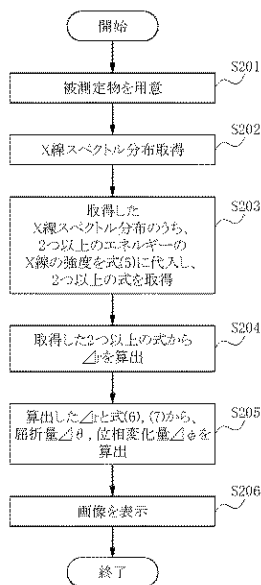 開始
S201
被測定物を用意
S202
X線スペクトル分布取得
S203
取得した
X線スペクトル分布のうち、
2つ以上のエネルギーの
X線の強度を式(5)に代入し、
2つ以上の式を取得
S204
取得した2つ以上の式から
⊿rを算出
S205
算出した⊿rと式(6),(7)から、
屈折量⊿θ,位相変化量⊿φを
算出
S206
画像を表示
終了